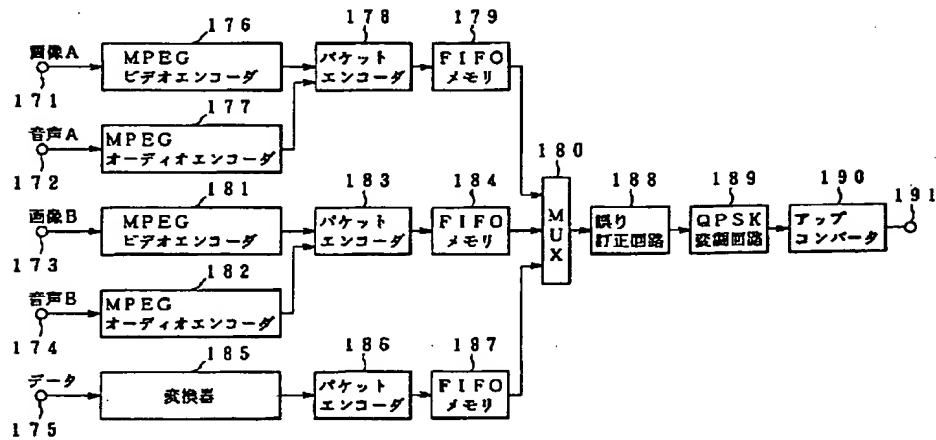 176
178
179
画像A
MPEG
ビデオエンコーダ
パケット
エンコーダ
FIFO
メモリ
171
177
音声A
MPEG
オーディオエンコーダ
172
180
181
183
184
188
189
190
191
画像B
MPEG
ビデオエンコーダ
パケット
エンコーダ
FIFO
メモリ
MUX
誤り
訂正回路
QPSK
変調回路
アップ
コンバータ
173
182
音声B
MPEG
オーディオエンコーダ
174
185
186
187
データ
変換器
パケット
エンコーダ
FIFO
メモリ
175